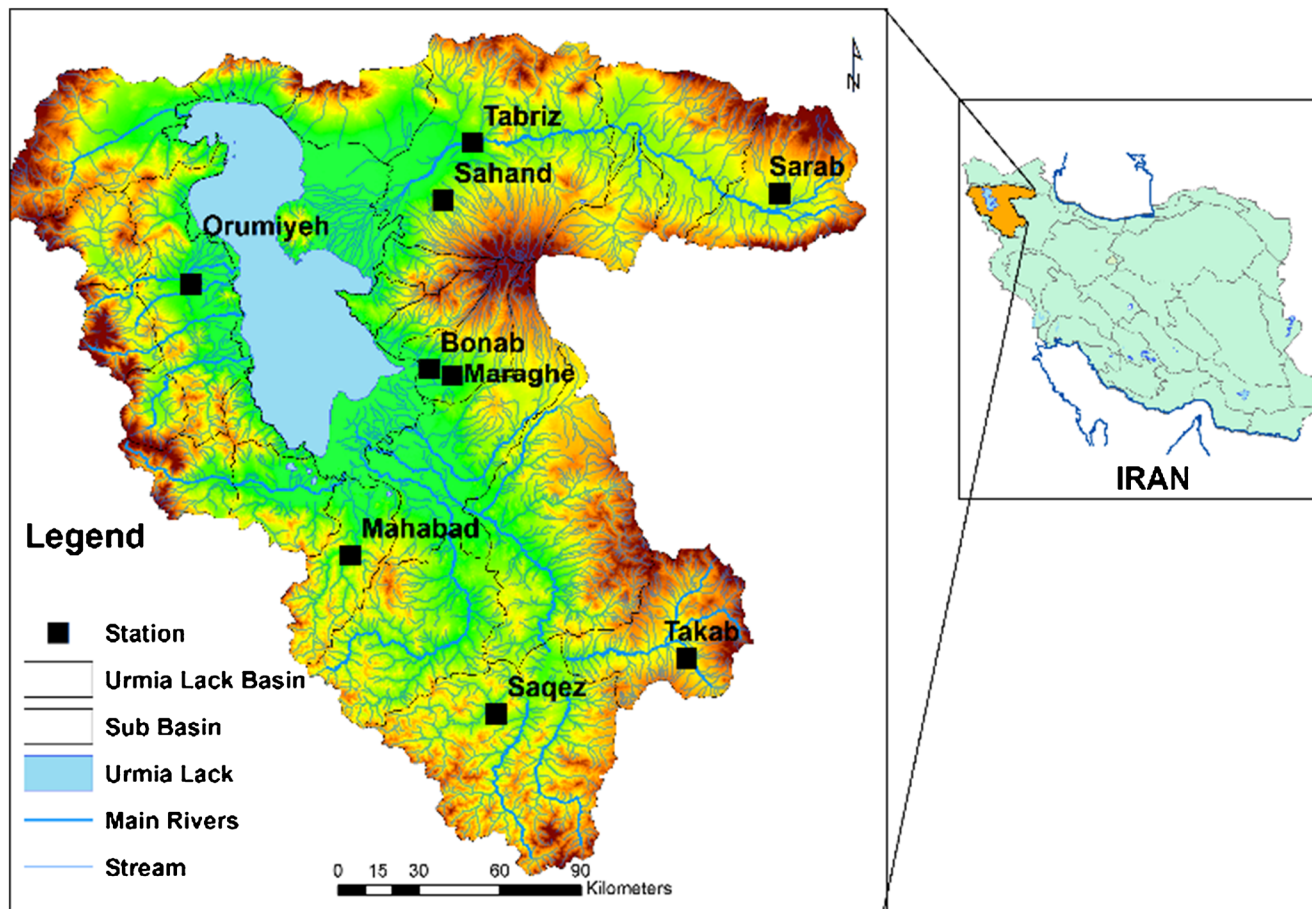 N
Tabriz
Sahand
Sarab
Orumiyeh
Bonab
Maraghe
Mahabad
Takab
Saqez
Legend
Station
Urmia Lack Basin
Sub Basin
Urmia Lack
Main Rivers
Stream
0 15 30 60 90
Kilometers
IRAN